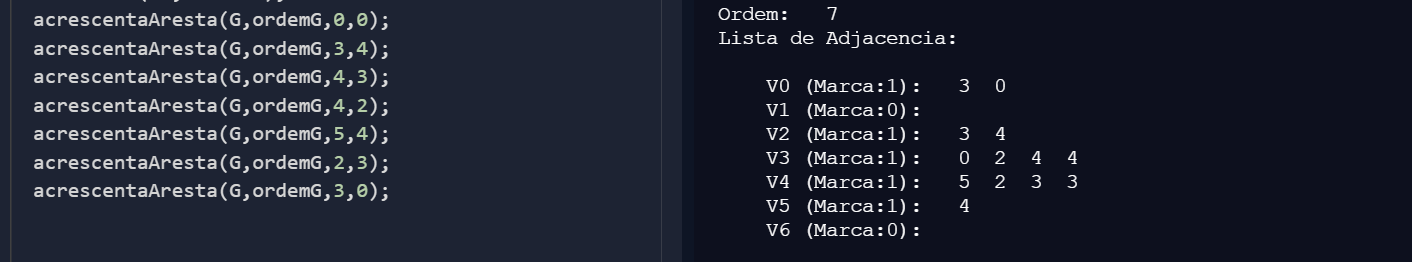 acrescentaAresta(G,ordemG,0,0);
acrescentaAresta(G,ordemG,3,4);
acrescentaAresta(G,ordemG,4,3);
acrescentaAresta(G,ordemG,4,2);
acrescentaAresta(G,ordemG,5,4);
acrescentaAresta(G,ordemG,2,3);
acrescentaAresta(G,ordemG,3,0);
Ordem: 7
Lista de Adjacencia:
V0 (Marca:1): 3 0
V1 (Marca:0):
V2 (Marca:1): 3 4
V3 (Marca:1): 0 2 4 4
V4 (Marca:1): 5 2 3 3
V5 (Marca:1): 4
V6 (Marca:0):